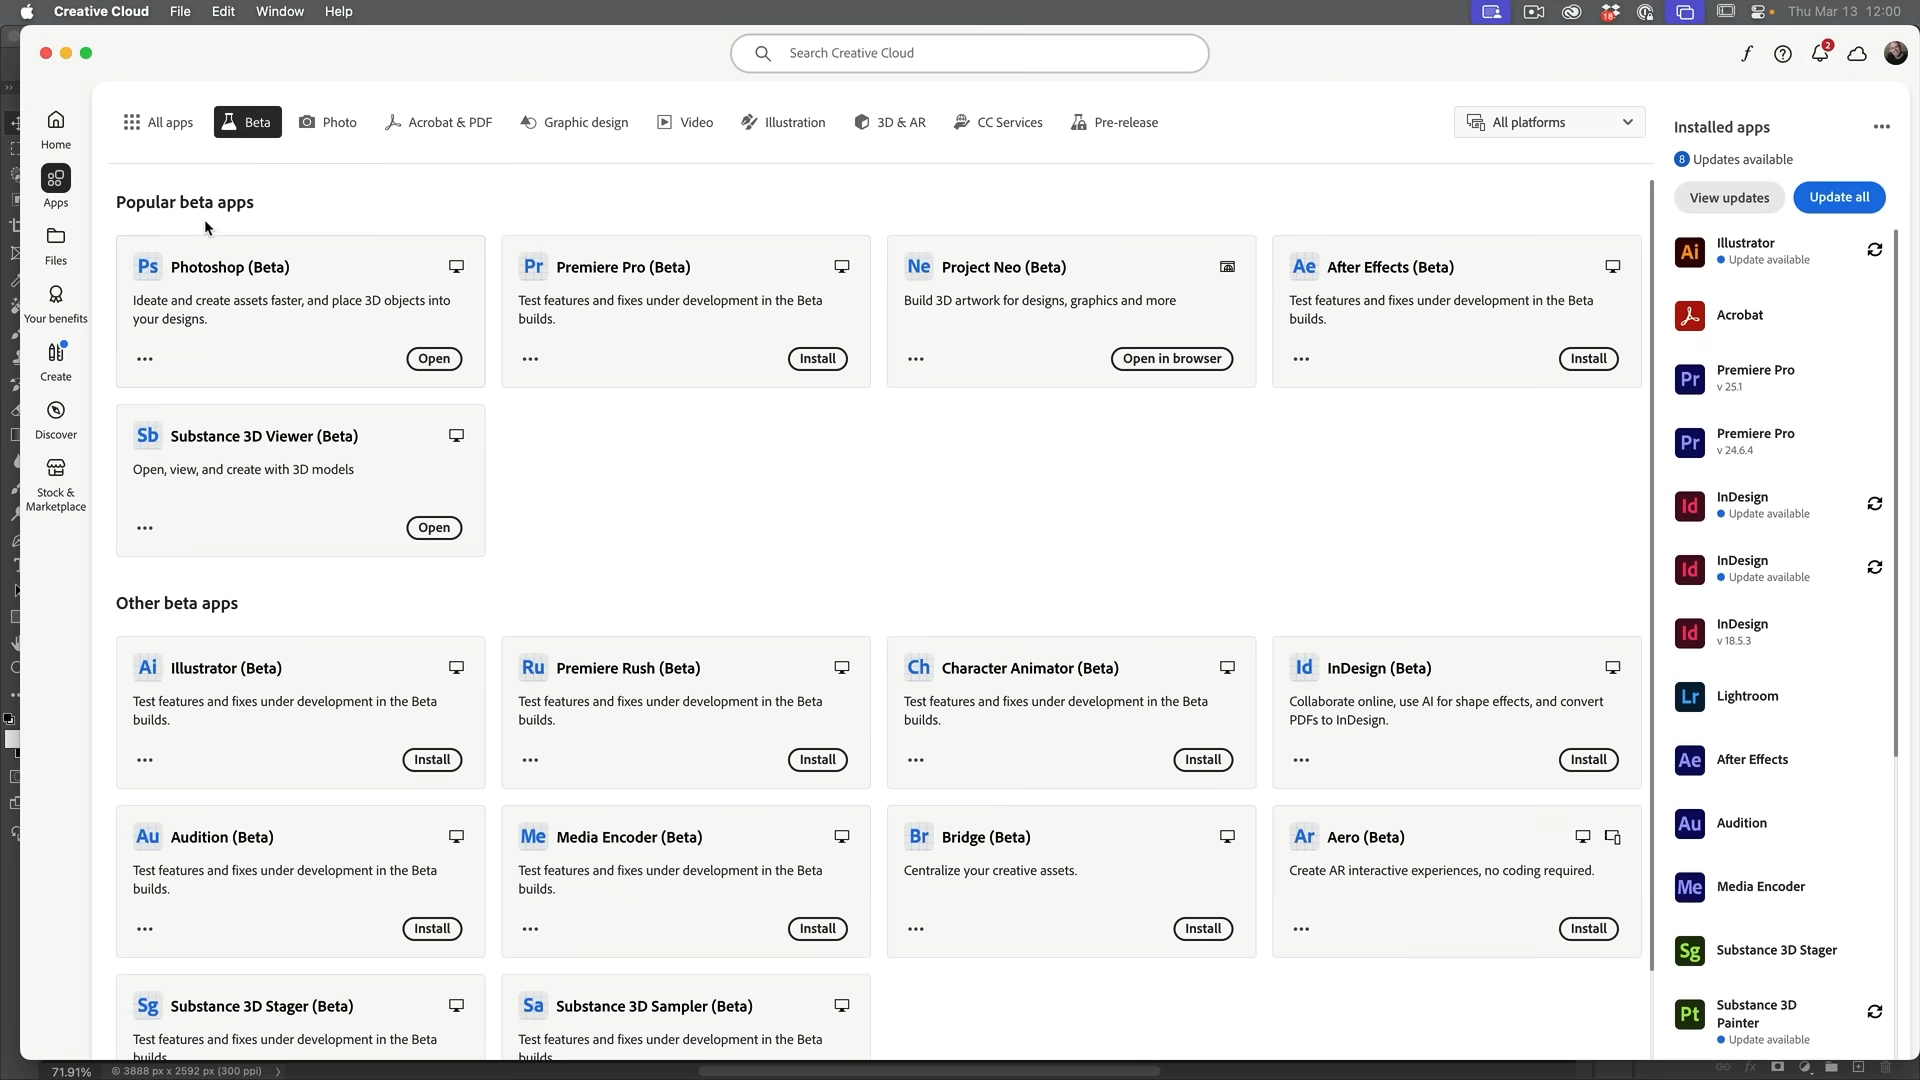 Creative Cloud File Edit Window Help
18
Thu Mar 13 12:00
Search Creative Cloud
2
Home
Apps
Files
Your benefits
Create
Discover
Stock &
Marketplace
All apps Beta Photo Acrobat & PDF Graphic design Video Illustration 3D & AR CC Services Pre-release
All platforms
Popular beta apps
Ps Photoshop (Beta)
Ideate and create assets faster, and place 3D objects into
your designs.
Open
Pr Premiere Pro (Beta)
Test features and fixes under development in the Beta
builds.
Install
Ne Project Neo (Beta)
Build 3D artwork for designs, graphics and more
Open in browser
Ae After Effects (Beta)
Test features and fixes under development in the Beta
builds.
Install
Sb Substance 3D Viewer (Beta)
Open, view, and create with 3D models
Open
Other beta apps
Ai Illustrator (Beta)
Test features and fixes under development in the Beta
builds.
Install
Ru Premiere Rush (Beta)
Test features and fixes under development in the Beta
builds.
Install
Ch Character Animator (Beta)
Test features and fixes under development in the Beta
builds.
Install
Id InDesign (Beta)
Collaborate online, use AI for shape effects, and convert
PDFs to InDesign.
Install
Au Audition (Beta)
Test features and fixes under development in the Beta
builds.
Install
Me Media Encoder (Beta)
Test features and fixes under development in the Beta
builds.
Install
Br Bridge (Beta)
Centralize your creative assets.
Install
Ar Aero (Beta)
Create AR interactive experiences, no coding required.
Install
Sg Substance 3D Stager (Beta)
Test features and fixes under development in the Beta
builds.
Sa Substance 3D Sampler (Beta)
Test features and fixes under development in the Beta
builds.
Installed apps
8 Updates available
View updates
Update all
Ai Illustrator
Update available
Acrobat
Pr Premiere Pro
v 25.1
Pr Premiere Pro
v 24.6.4
Id InDesign
Update available
Id InDesign
Update available
Id InDesign
v 18.5.3
Lr Lightroom
Ae After Effects
Au Audition
Me Media Encoder
Sg Substance 3D Stager
Pt Substance 3D
Painter
Update available
71.91% © 3888 px x 2592 px (300 ppi)